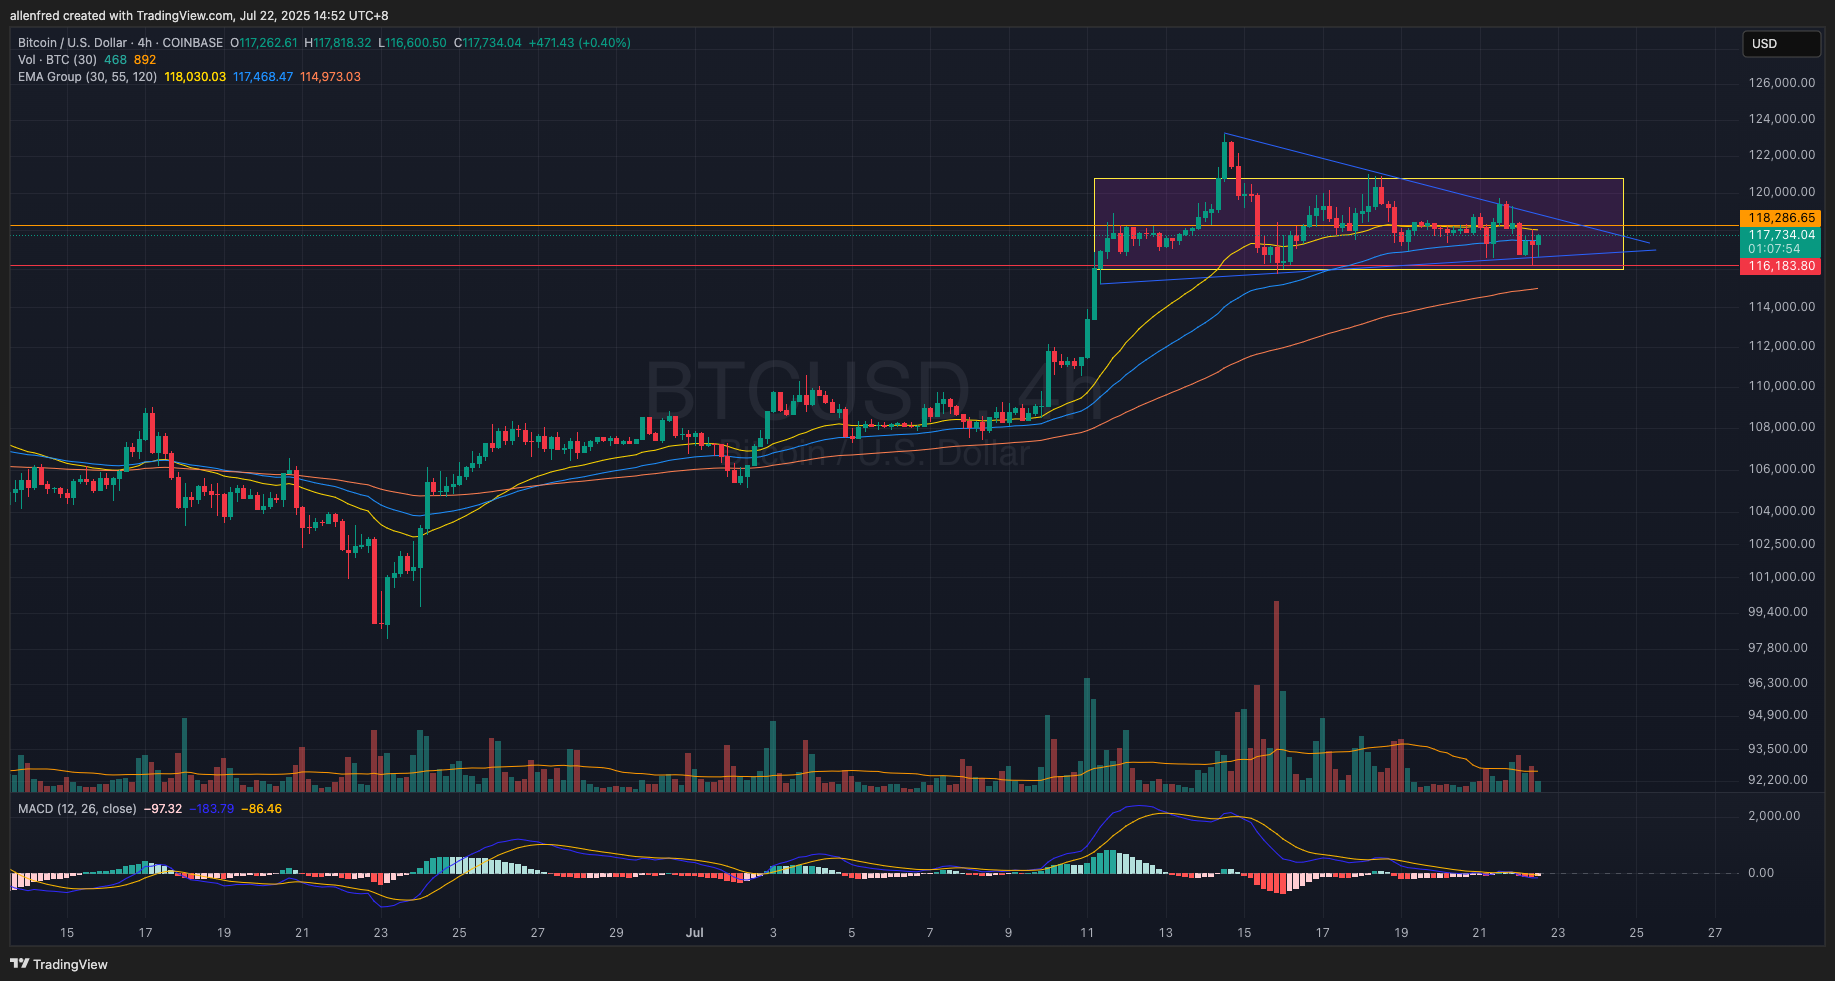 allenfred created with TradingView.com, Jul 22, 2025 14:52 UTC+8
Bitcoin / U.S. Dollar · 4h · COINBASE O117,262.61 H117,818.32 L116,600.50 C117,734.04 +471.43 (+0.40%)
Vol · BTC (30) 468 892
EMA Group (30, 55, 120) 118,030.03 117,468.47 114,973.03
USD
126,000.00
124,000.00
122,000.00
120,000.00
118,286.65
117,734.04
01:07:54
116,183.80
114,000.00
112,000.00
110,000.00
108,000.00
106,000.00
104,000.00
102,500.00
101,000.00
99,400.00
97,800.00
96,300.00
94,900.00
93,500.00
92,200.00
BTCUSD, 4h
Bitcoin / U.S. Dollar
MACD (12, 26, close) −97.32 −183.79 −86.46
2,000.00
0.00
15 17 19 21 23 25 27 29 Jul 3 5 7 9 11 13 15 17 19 21 23 25 27
TradingView